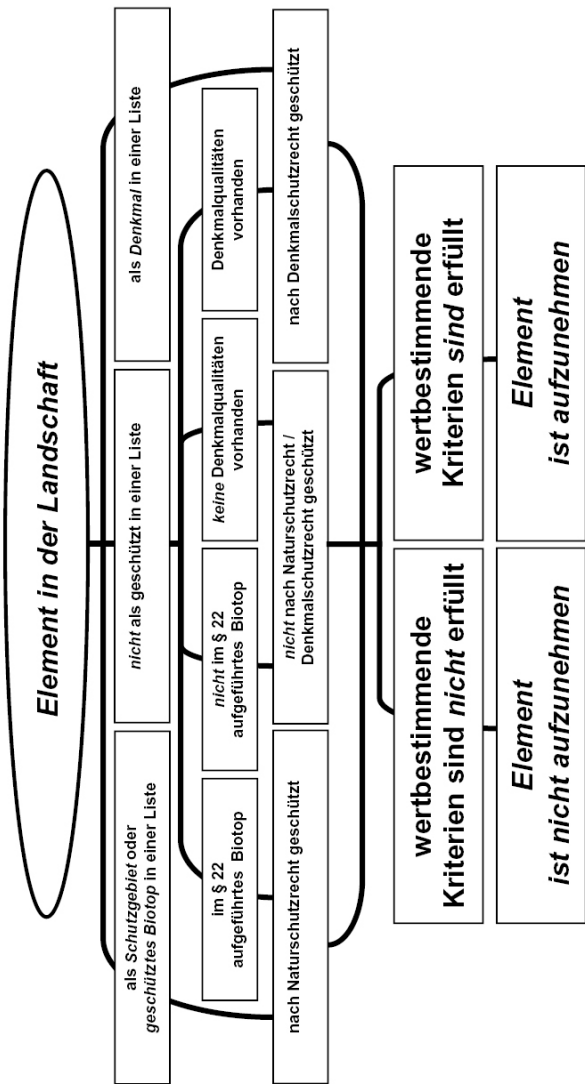 Element in der Landschaft
als Schutzgebiet oder
geschütztes Biotop in einer Liste
nicht als geschützt in einer Liste
als Denkmal in einer Liste
im § 22
aufgeführtes Biotop
nicht im § 22
aufgeführtes Biotop
keine Denkmalqualitäten
vorhanden
Denkmalqualitäten
vorhanden
nach Naturschutzrecht geschützt
nicht nach Naturschutzrecht /
Denkmalschutzrecht geschützt
nach Denkmalschutzrecht geschützt
wertbestimmende
Kriterien sind nicht erfüllt
wertbestimmende
Kriterien sind erfüllt
Element
ist nicht aufzunehmen
Element
ist aufzunehmen